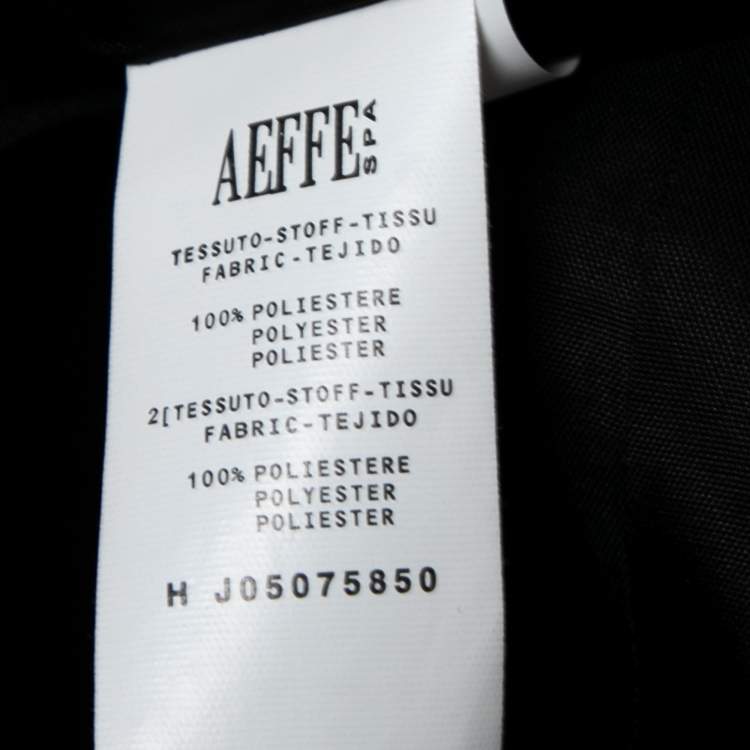 AEFFE SPA
TESSUTO-STOFF-TISSU
FABRIC-TEJIDO
100% POLIESTERE
POLYESTER
POLIESTER
2[TESSUTO-STOFF-TISSU
FABRIC-TEJIDO
100% POLIESTERE
POLYESTER
POLIESTER
H J05075850